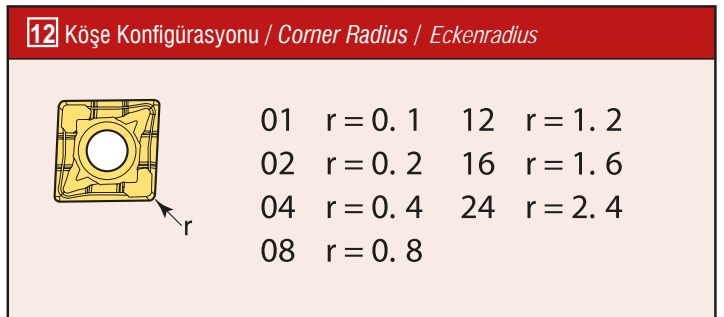 12 Köşe Konfigürasyonu / Corner Radius / Eckenradius
01 r = 0. 1 12 r = 1. 2
02 r = 0. 2 16 r = 1. 6
04 r = 0. 4 24 r = 2. 4
r
08 r = 0. 8